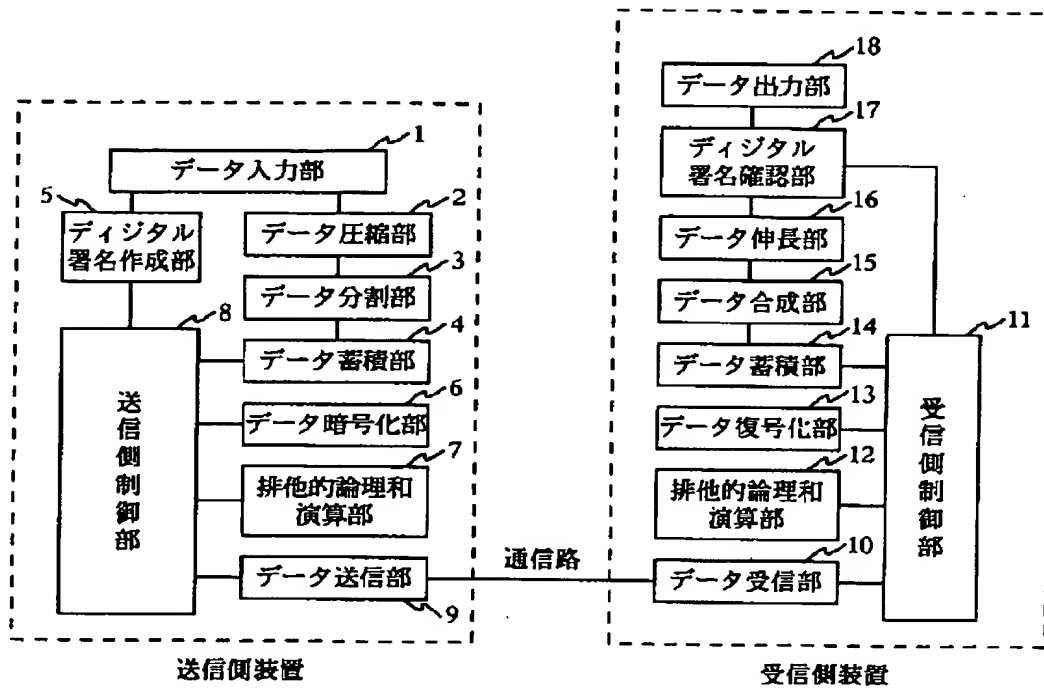 1
データ入力部
5
ディジタル
署名作成部
2
データ圧縮部
3
データ分割部
4
データ蓄積部
6
データ暗号化部
7
排他的論理和
演算部
8
送信側制御部
データ送信部
9
送信側装置
通信路
18
データ出力部
17
ディジタル
署名確認部
16
データ伸長部
15
データ合成部
14
データ蓄積部
13
データ復号化部
12
排他的論理和
演算部
10
データ受信部
11
受信側制御部
受信側装置